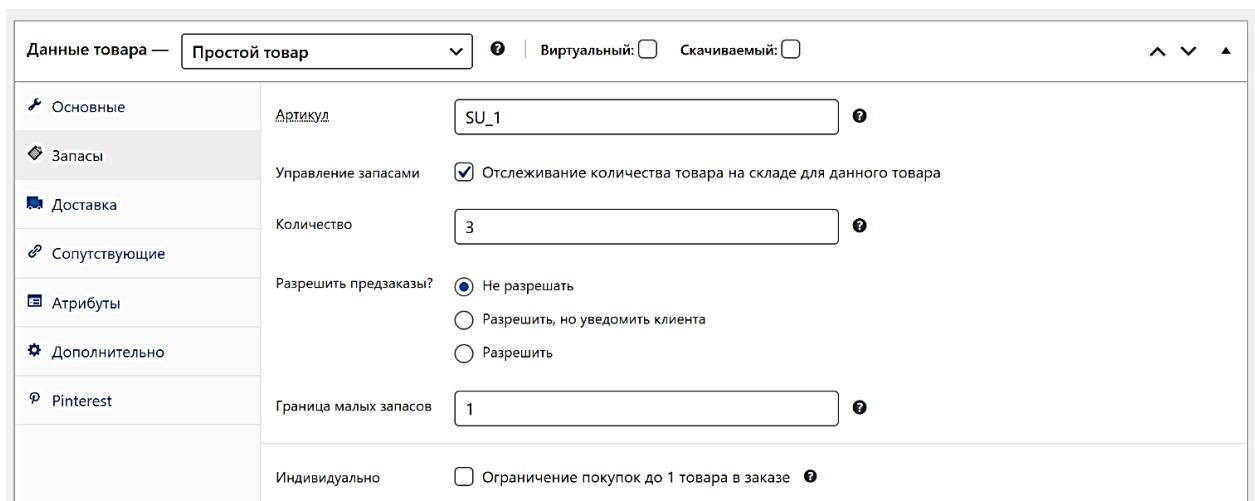 Данные товара — Простой товар Виртуальный: Скачиваемый:
Основные
Запасы
Доставка
Сопутствующие
Атрибуты
Дополнительно
Pinterest
Артикул SU_1
Управление запасами Отслеживание количества товара на складе для данного товара
Количество 3
Разрешить предзаказы? Не разрешать
Разрешить, но уведомить клиента
Разрешить
Граница малых запасов 1
Индивидуально Ограничение покупок до 1 товара в заказе